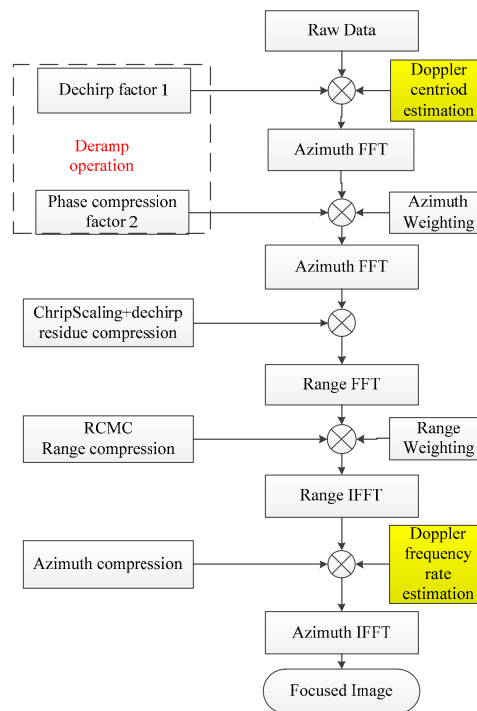 Raw Data
Dechirp factor 1
Doppler
centriod
estimation
Deramp
operation
Azimuth FFT
Phase compression
factor 2
Azimuth
Weighting
Azimuth FFT
ChripScaling+dechirp
residue compression
Range FFT
RCMC
Range compression
Range
Weighting
Range IFFT
Azimuth compression
Doppler
frequency
rate
estimation
Azimuth IFFT
Focused Image